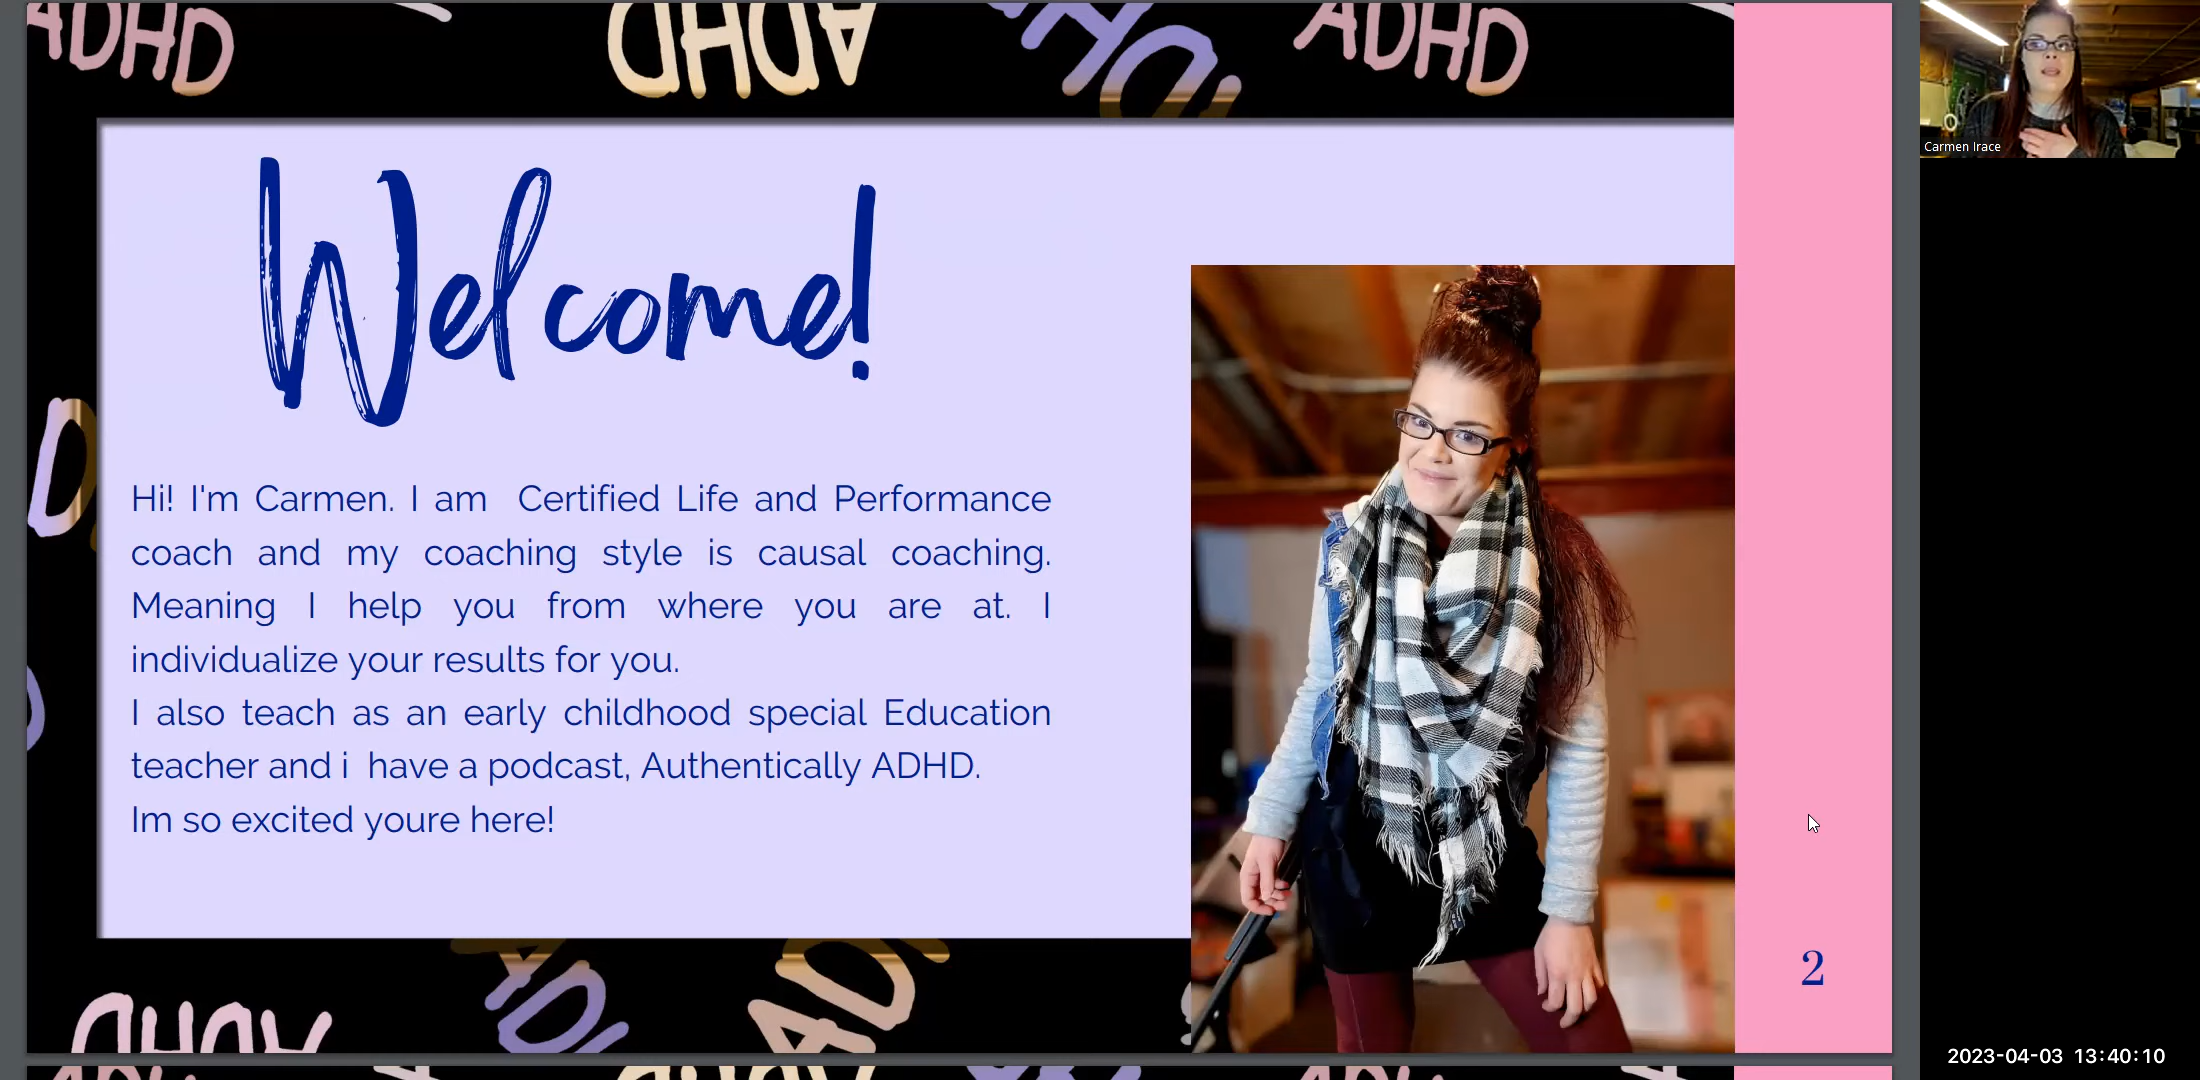 ADHD
ADHD
ADHD
Carmen Irace
Welcome!
Hi! I'm Carmen. I am  Certified Life and Performance
coach and my coaching style is causal coaching.
Meaning I help you from where you are at. I
individualize your results for you.
I also teach as an early childhood special Education
teacher and i  have a podcast, Authentically ADHD.
Im so excited youre here!
2
ADHD
2023-04-03 13:40:10